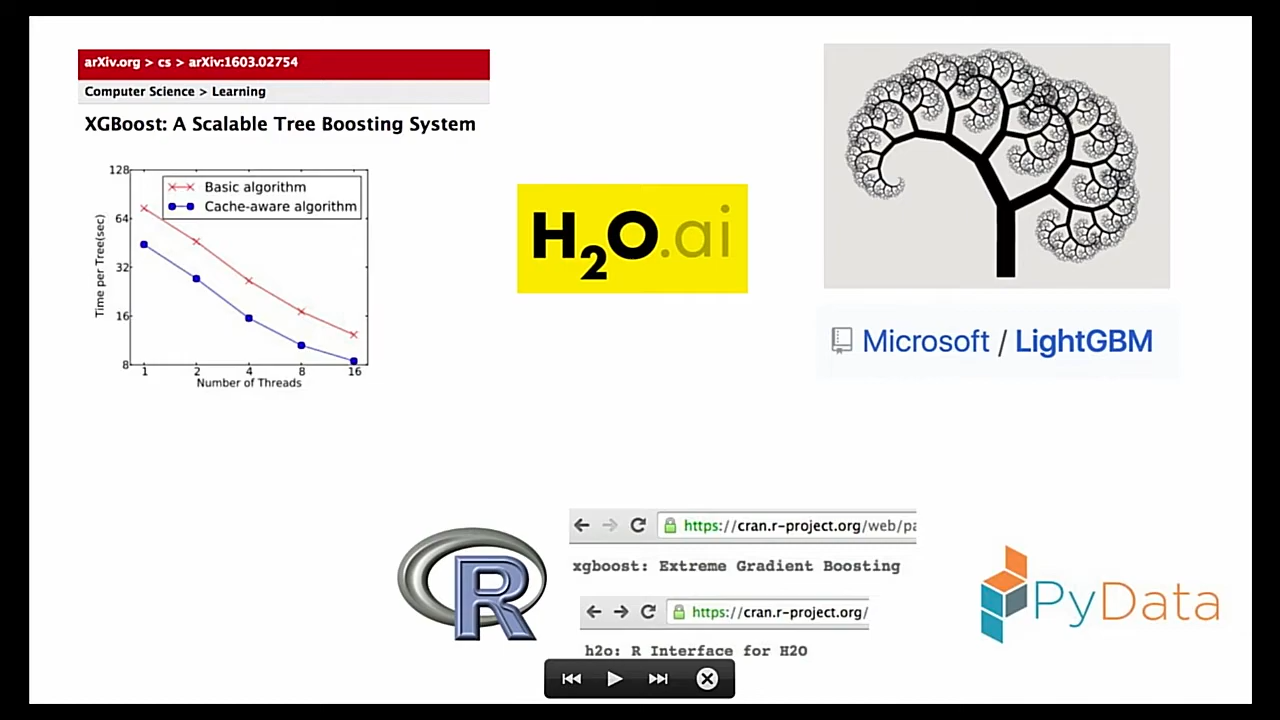 arXiv.org > cs > arXiv:1603.02754
Computer Science > Learning
XGBoost: A Scalable Tree Boosting System
128
64
32
16
8
Time per Tree(sec)
Basic algorithm
Cache-aware algorithm
1 2 4 8 16
Number of Threads
H2O.ai
Microsoft / LightGBM
R
https://cran.r-project.org/web/pa
xgboost: Extreme Gradient Boosting
https://cran.r-project.org/
h2o: R Interface for H2O
PyData